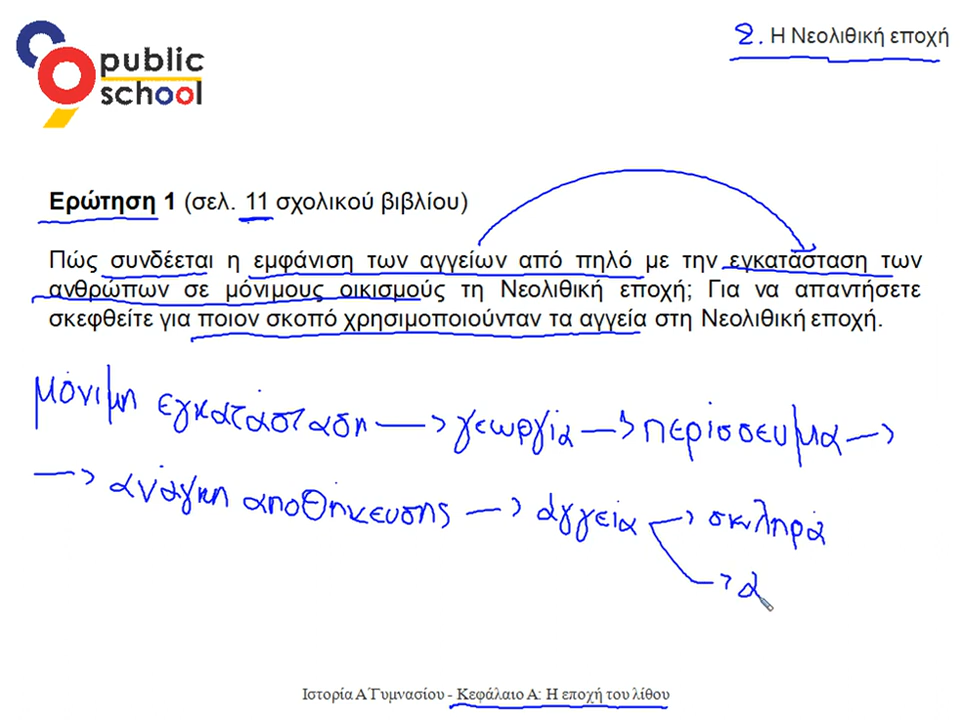 public
school
2. Η Νεολιθική εποχή
Ερώτηση 1 (σελ. 11 σχολικού βιβλίου)
Πώς συνδέεται η εμφάνιση των αγγείων από πηλό με την εγκατάσταση των
ανθρώπων σε μόνιμους οικισμούς τη Νεολιθική εποχή; Για να απαντήσετε
σκεφθείτε για ποιον σκοπό χρησιμοποιούνταν τα αγγεία στη Νεολιθική εποχή.
μόνιμη εγκατάσταση → γεωργία → περίσσευμα →
→ ανάγκη αποθήκευσης → αγγεία → σκληρά
→ α
Ιστορία Α΄Γυμνασίου - Κεφάλαιο Α: Η εποχή του λίθου